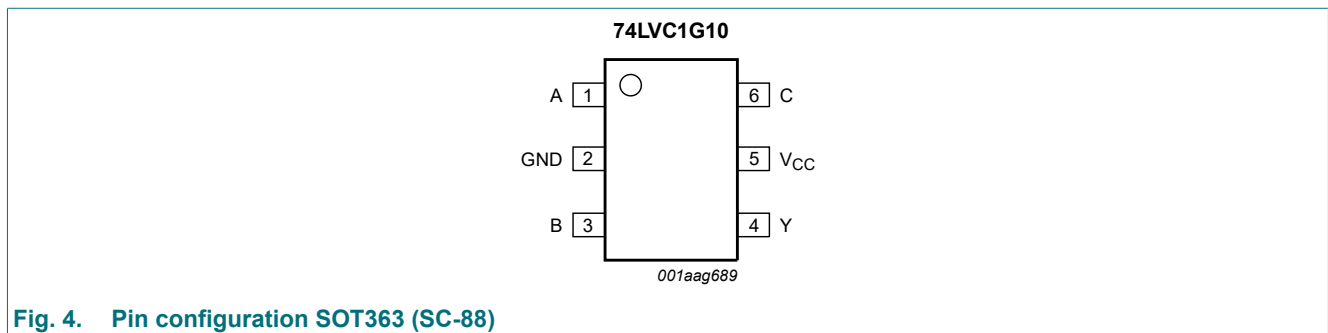 74LVC1G10
A 1 6 C
GND 2 5 VCC
B 3 4 Y
001aag689
Fig. 4. Pin configuration SOT363 (SC-88)